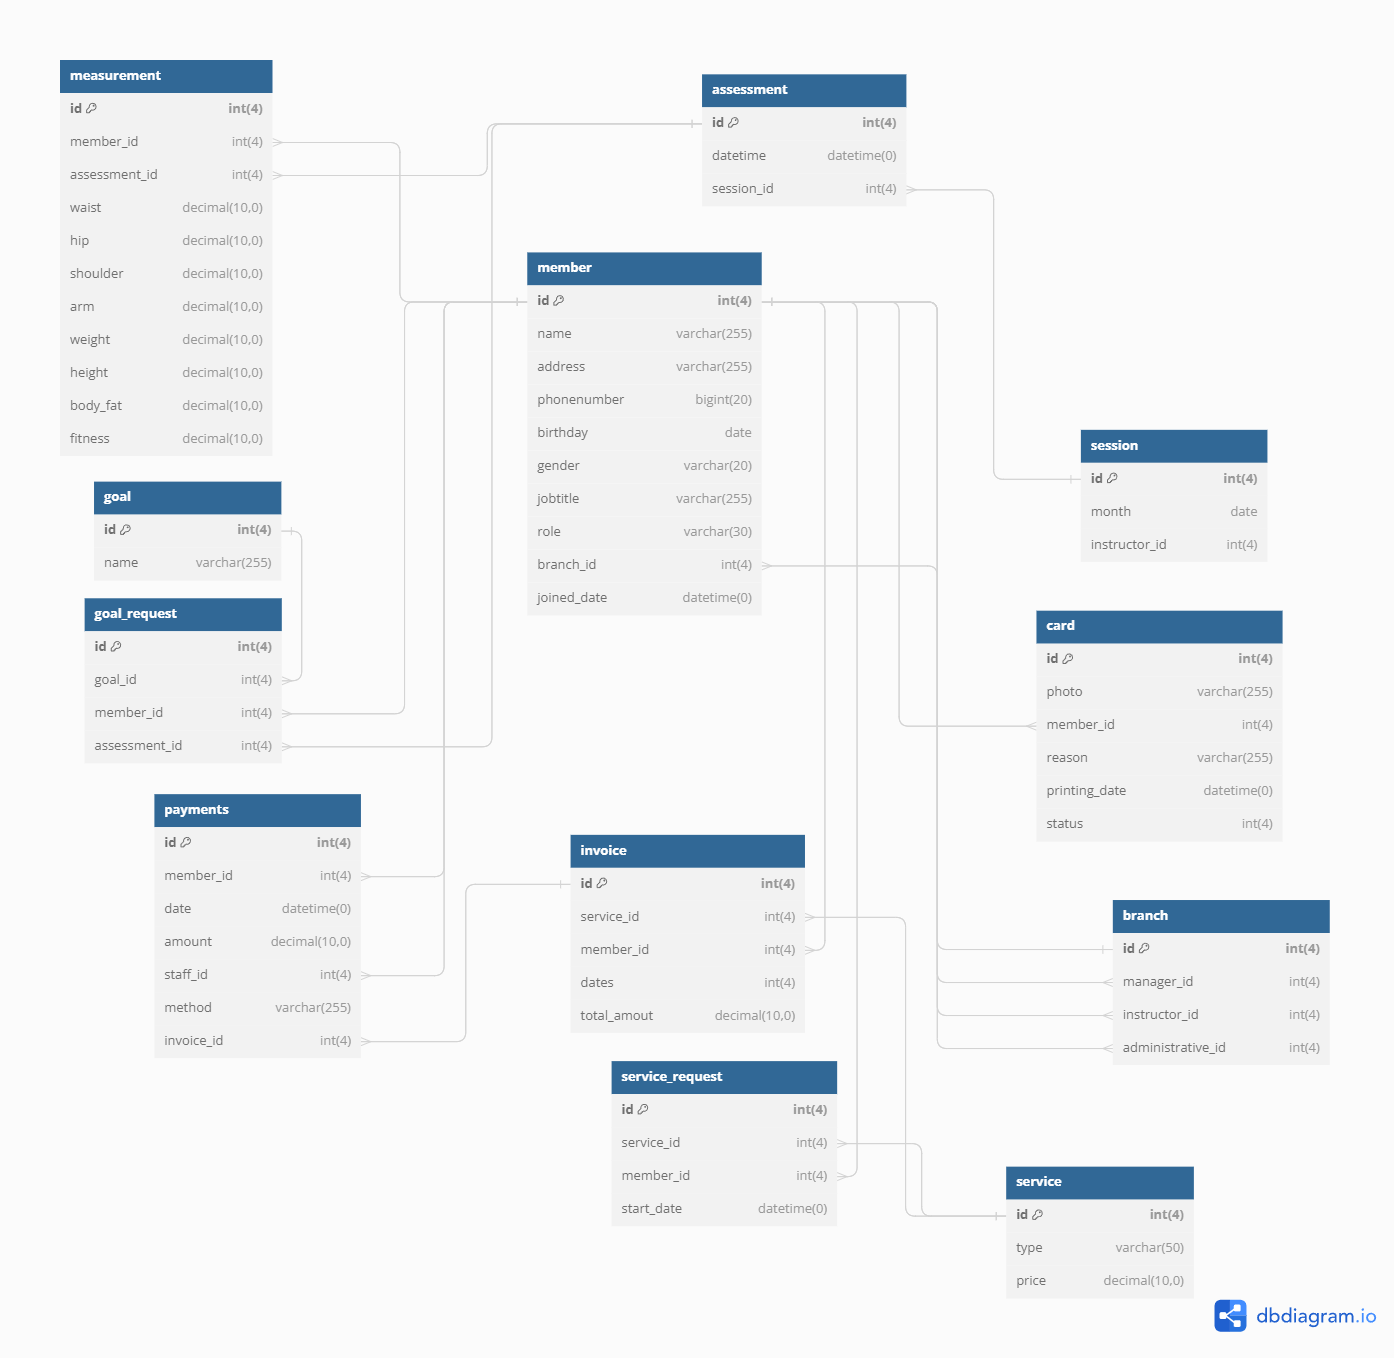 measurement
id int(4)
member_id int(4)
assessment_id int(4)
waist decimal(10,0)
hip decimal(10,0)
shoulder decimal(10,0)
arm decimal(10,0)
weight decimal(10,0)
height decimal(10,0)
body_fat decimal(10,0)
fitness decimal(10,0)
assessment
id int(4)
datetime datetime(0)
session_id int(4)
member
id int(4)
name varchar(255)
address varchar(255)
phonenumber bigint(20)
birthday date
gender varchar(20)
jobtitle varchar(255)
role varchar(30)
branch_id int(4)
joined_date datetime(0)
session
id int(4)
month date
instructor_id int(4)
goal
id int(4)
name varchar(255)
goal_request
id int(4)
goal_id int(4)
member_id int(4)
assessment_id int(4)
card
id int(4)
photo varchar(255)
member_id int(4)
reason varchar(255)
printing_date datetime(0)
status int(4)
payments
id int(4)
member_id int(4)
date datetime(0)
amount decimal(10,0)
staff_id int(4)
method varchar(255)
invoice_id int(4)
invoice
id int(4)
service_id int(4)
member_id int(4)
dates int(4)
total_amout decimal(10,0)
branch
id int(4)
manager_id int(4)
instructor_id int(4)
administrative_id int(4)
service_request
id int(4)
service_id int(4)
member_id int(4)
start_date datetime(0)
service
id int(4)
type varchar(50)
price decimal(10,0)
dbdiagram.io